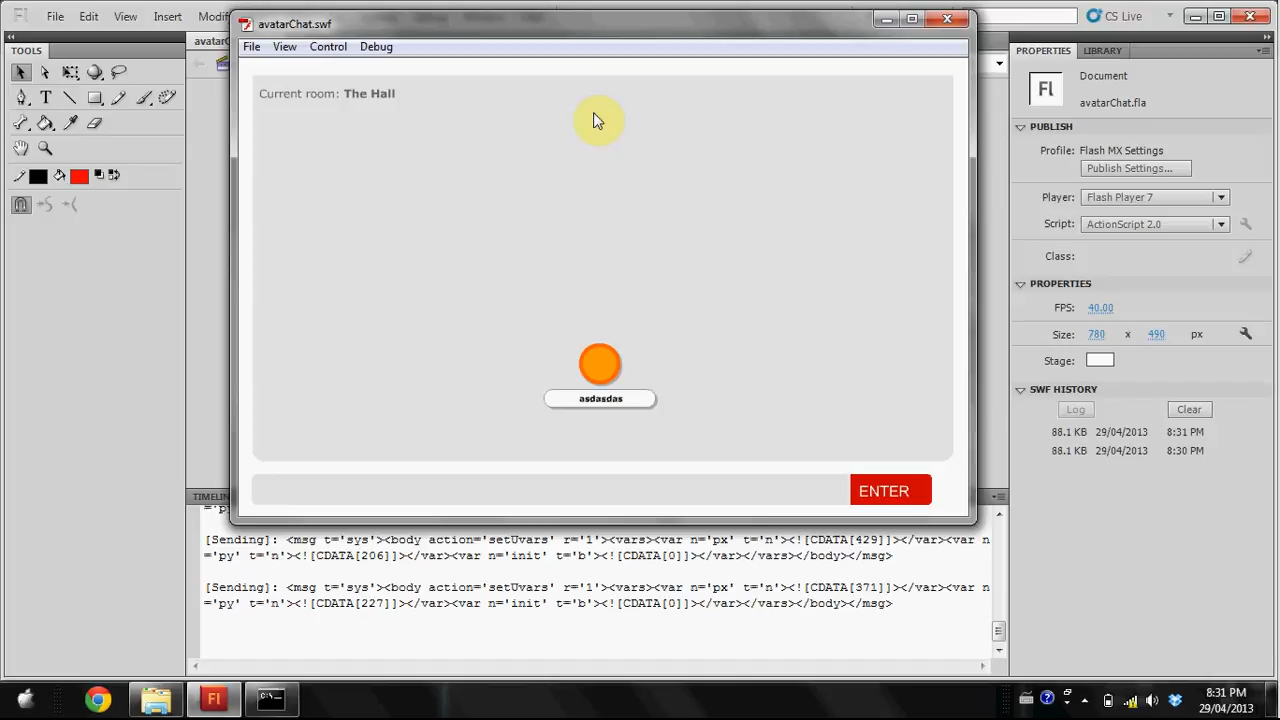 File Edit View Insert Modi
CS Live
avatarChat.swf
File View Control Debug
TOOLS
avatarC
PROPERTIES LIBRARY
Current room: The Hall
Fl
Document
avatarChat.fla
PUBLISH
Profile: Flash MX Settings
Publish Settings...
Player: Flash Player 7
Script: ActionScript 2.0
Class:
PROPERTIES
FPS: 40.00
Size: 780 x 490 px
Stage:
SWF HISTORY
Log Clear
88.1 KB 29/04/2013 8:31 PM
88.1 KB 29/04/2013 8:30 PM
asdasdas
ENTER
TIMELIN
[Sending]: <msg t='sys'><body action='setUvars' r='1'><vars><var n='px' t='n'><![CDATA[429]]></var><var n
='py' t='n'><![CDATA[206]]></var><var n='init' t='b'><![CDATA[0]]></var></vars></body></msg>
[Sending]: <msg t='sys'><body action='setUvars' r='1'><vars><var n='px' t='n'><![CDATA[371]]></var><var n
='py' t='n'><![CDATA[227]]></var><var n='init' t='b'><![CDATA[0]]></var></vars></body></msg>
Fl
8:31 PM
29/04/2013